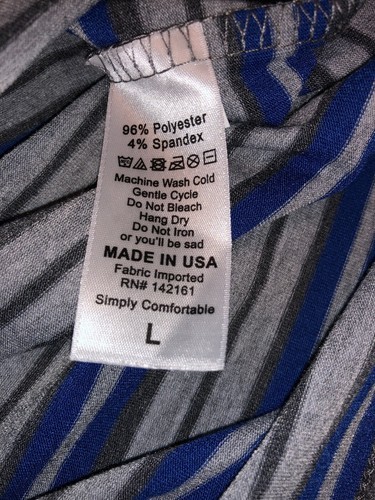 96% Polyester
4% Spandex
Machine Wash Cold
Gentle Cycle
Do Not Bleach
Hang Dry
Do Not Iron
or you'll be sad
MADE IN USA
Fabric Imported
RN# 142161
Simply Comfortable
L